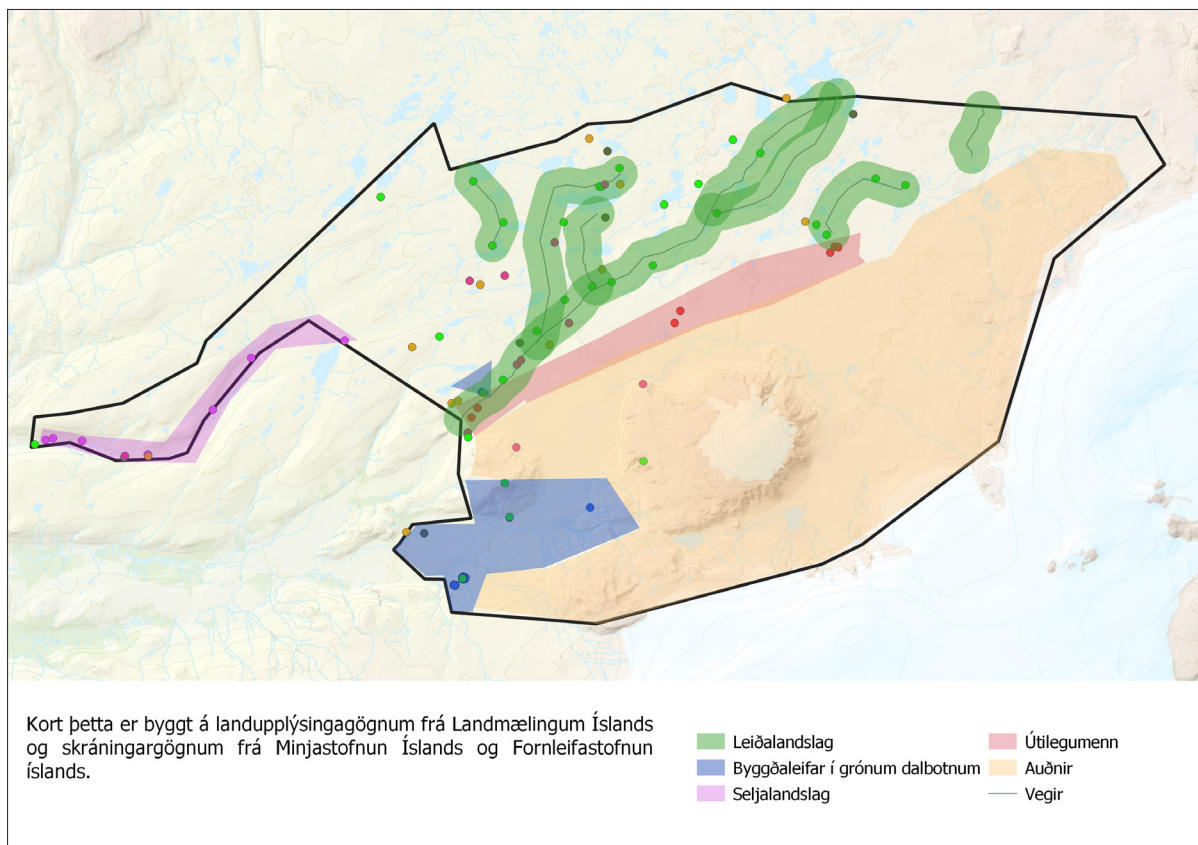 Kort þetta er byggt á landupplýsingagögnum frá Landmælingum Íslands
og skráningargögnum frá Minjastofnun Íslands og Fornleifastofnun
íslands.
Leiðalandslag
Byggðaleifar í grónum dalbotnum
Seljalandslag
Útilegumenn
Auðnir
Vegir